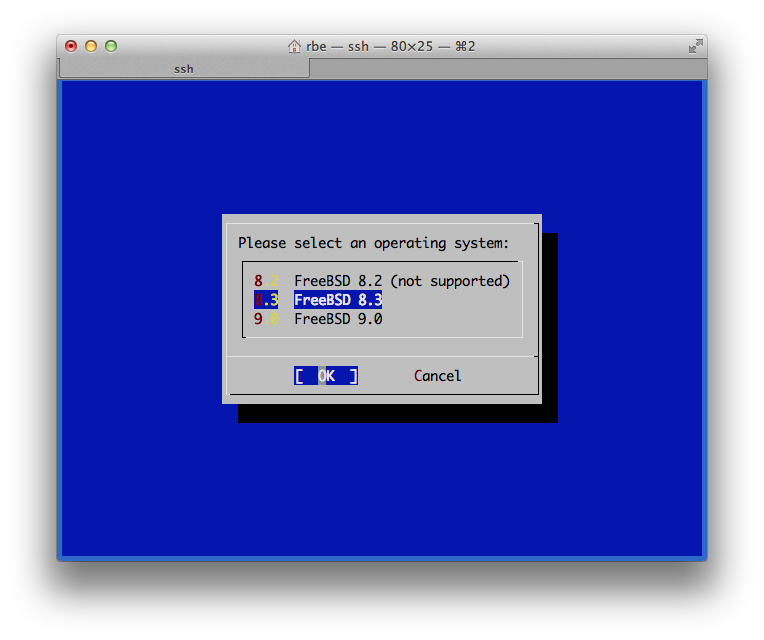 rbe — ssh — 80×25 — ⌘2
ssh
Please select an operating system:
8.2 FreeBSD 8.2 (not supported)
8.3 FreeBSD 8.3
9.0 FreeBSD 9.0
[ OK ] Cancel